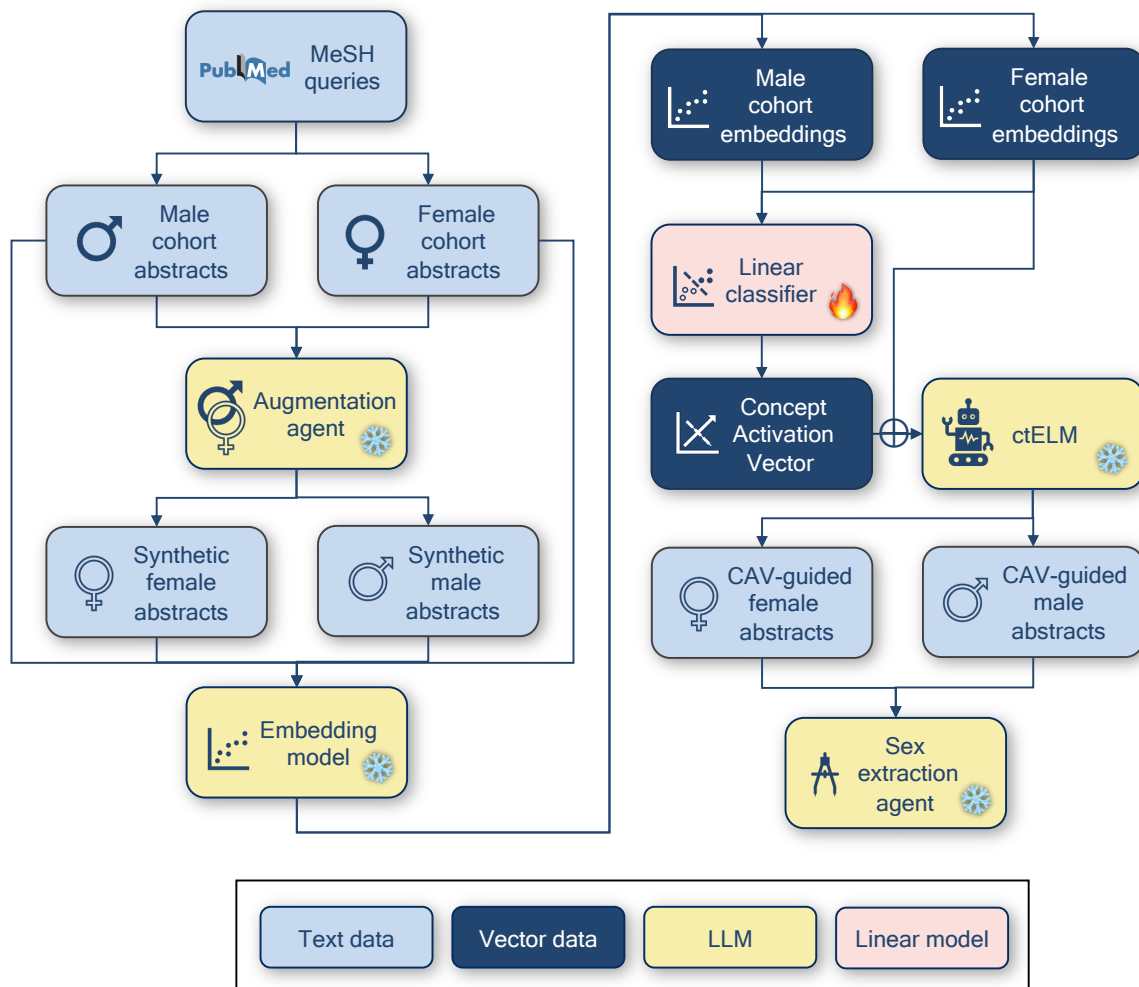 PubMed
MeSH
queries
Male
cohort
abstracts
Female
cohort
abstracts
Augmentation
agent
Synthetic
female
abstracts
Synthetic
male
abstracts
Embedding
model
Male
cohort
embeddings
Female
cohort
embeddings
Linear
classifier
Concept
Activation
Vector
ctELM
CAV-guided
female
abstracts
CAV-guided
male
abstracts
Sex
extraction
agent
Text data
Vector data
LLM
Linear model